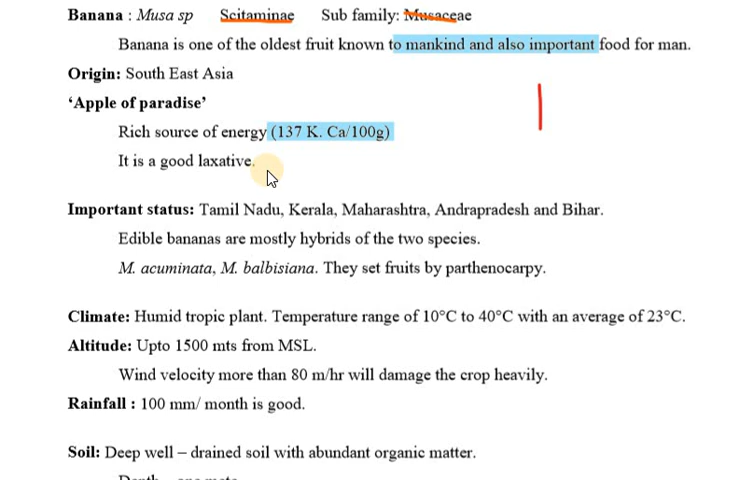 Banana : Musa sp Scitaminae Sub family: Musaceae
Banana is one of the oldest fruit known to mankind and also important food for man.
Origin: South East Asia
‘Apple of paradise’
Rich source of energy (137 K. Ca/100g)
It is a good laxative.
Important status: Tamil Nadu, Kerala, Maharashtra, Andrapradesh and Bihar.
Edible bananas are mostly hybrids of the two species.
M. acuminata, M. balbisiana. They set fruits by parthenocarpy.
Climate: Humid tropic plant. Temperature range of 10°C to 40°C with an average of 23°C.
Altitude: Upto 1500 mts from MSL.
Wind velocity more than 80 m/hr will damage the crop heavily.
Rainfall : 100 mm/ month is good.
Soil: Deep well – drained soil with abundant organic matter.